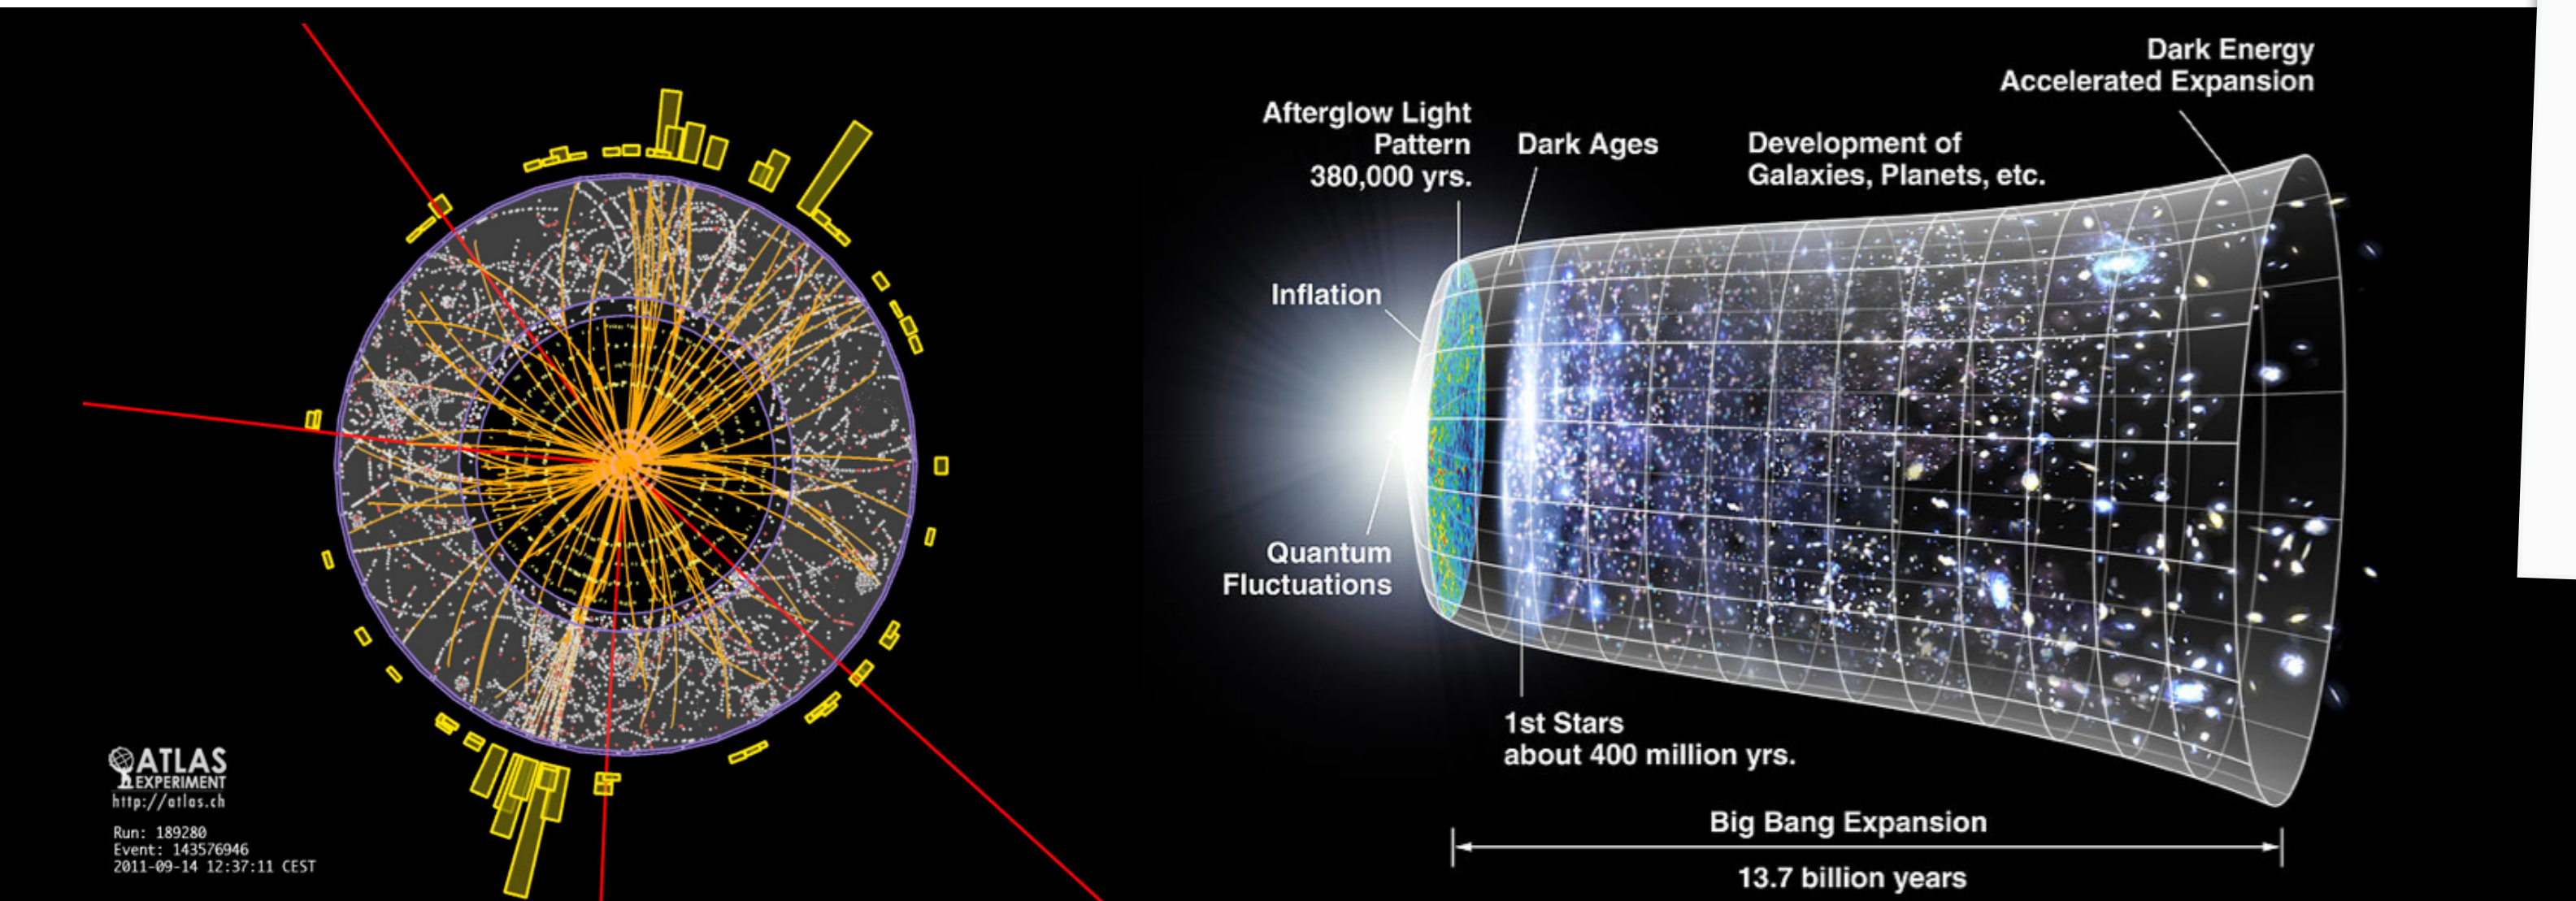 ATLAS
EXPERIMENT
http://atlas.ch
Run: 189280
Event: 143576946
2011-09-14 12:37:11 CEST
Dark Energy
Accelerated Expansion
Afterglow Light
Pattern
380,000 yrs.
Dark Ages
Development of
Galaxies, Planets, etc.
Inflation
Quantum
Fluctuations
1st Stars
about 400 million yrs.
Big Bang Expansion
13.7 billion years